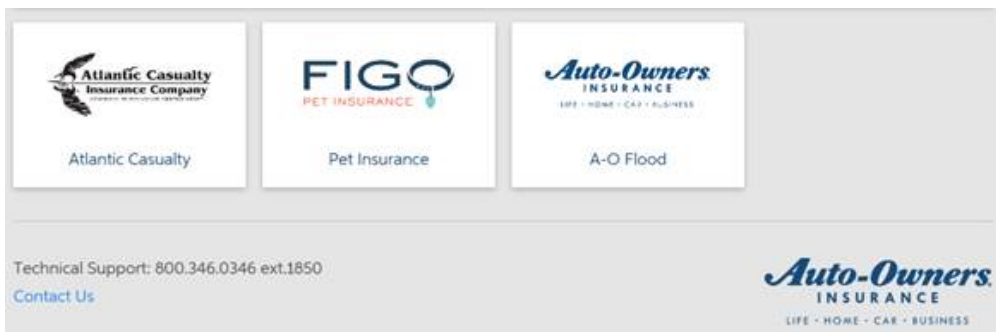 Atlantic Casualty
Insurance Company
FIGO
PET INSURANCE
Auto-Owners
INSURANCE
LIFE • HOME • CAR • BUSINESS
Atlantic Casualty
Pet Insurance
A-O Flood
Technical Support: 800.346.0346 ext.1850
Contact Us
Auto-Owners
INSURANCE
LIFE • HOME • CAR • BUSINESS